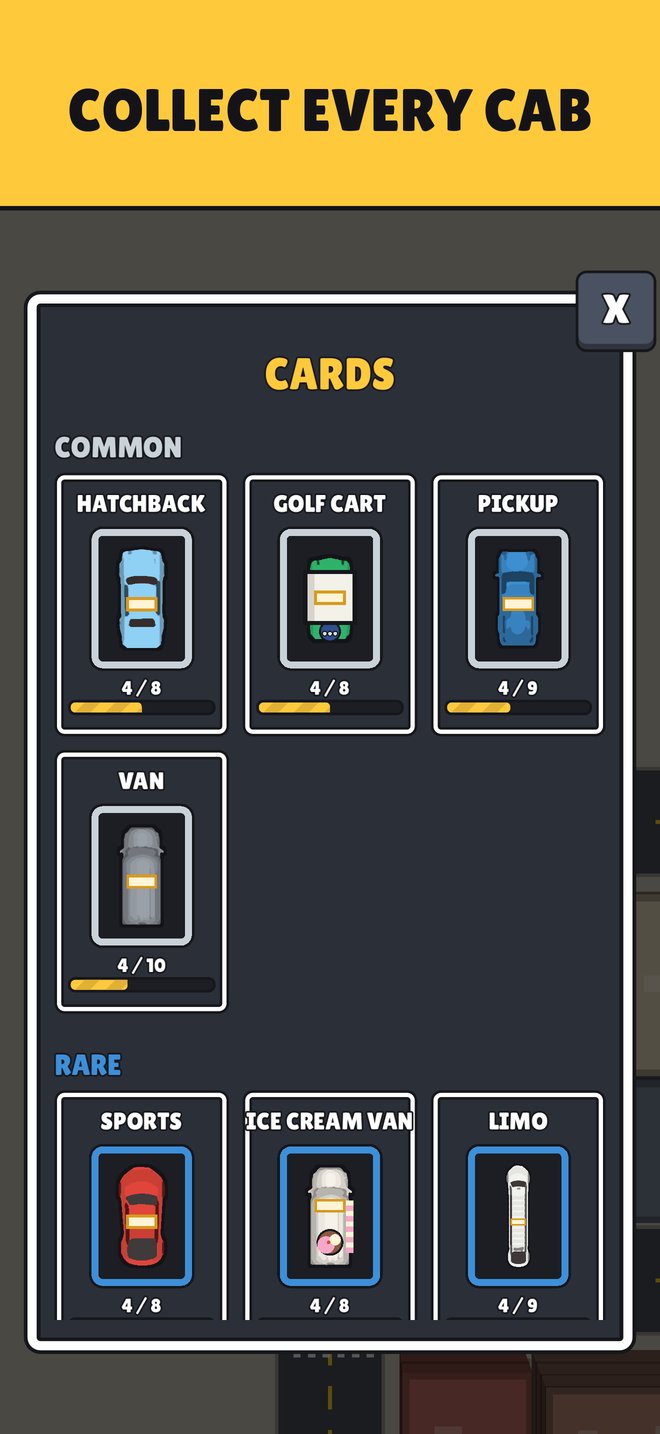 COLLECT EVERY CAB
X
CARDS
COMMON
HATCHBACK
GOLF CART
PICKUP
4/8
4/8
4/9
VAN
4/10
RARE
SPORTS
ICE CREAM VAN
LIMO
4/8
4/8
4/9